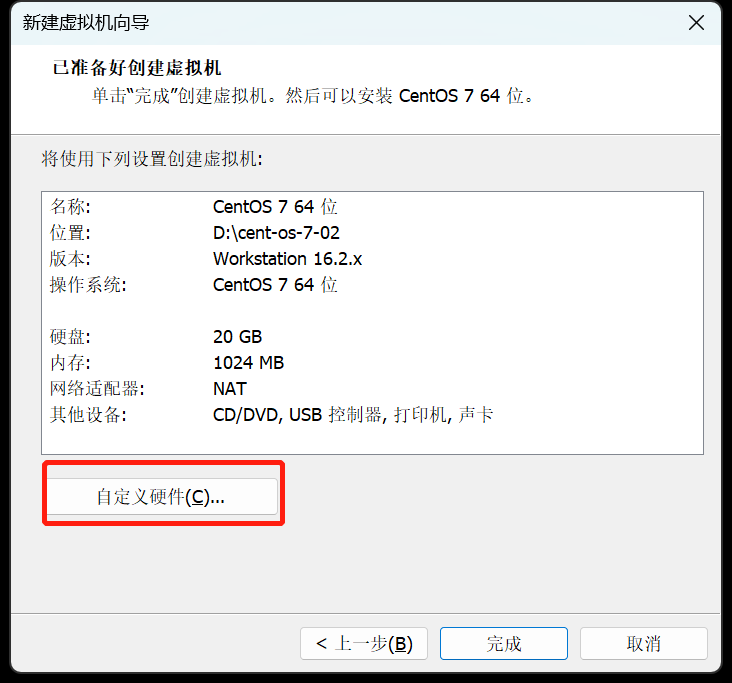 新建虚拟机向导
已准备好创建虚拟机
单击“完成”创建虚拟机。然后可以安装 CentOS 7 64 位。
将使用下列设置创建虚拟机:
名称: CentOS 7 64 位
位置: D:\cent-os-7-02
版本: Workstation 16.2.x
操作系统: CentOS 7 64 位
硬盘: 20 GB
内存: 1024 MB
网络适配器: NAT
其他设备: CD/DVD, USB 控制器, 打印机, 声卡
自定义硬件(C)...
< 上一步(B) 完成 取消